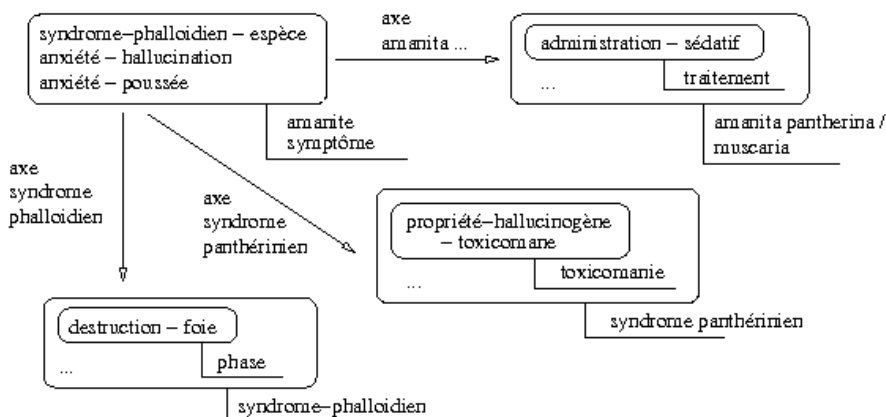 syndrome–phalloidien – espèce
anxiété – hallucination
anxiété – poussée
amanite
symptôme
axe
amanita ...
administration – sédatif
traitement
...
amanita pantherina /
muscaria
axe
syndrome
phalloidien
axe
syndrome
panthérinien
propriété–hallucinogène
– toxicomane
toxicomanie
...
syndrome panthérinien
destruction – foie
phase
...
syndrome–phalloidien